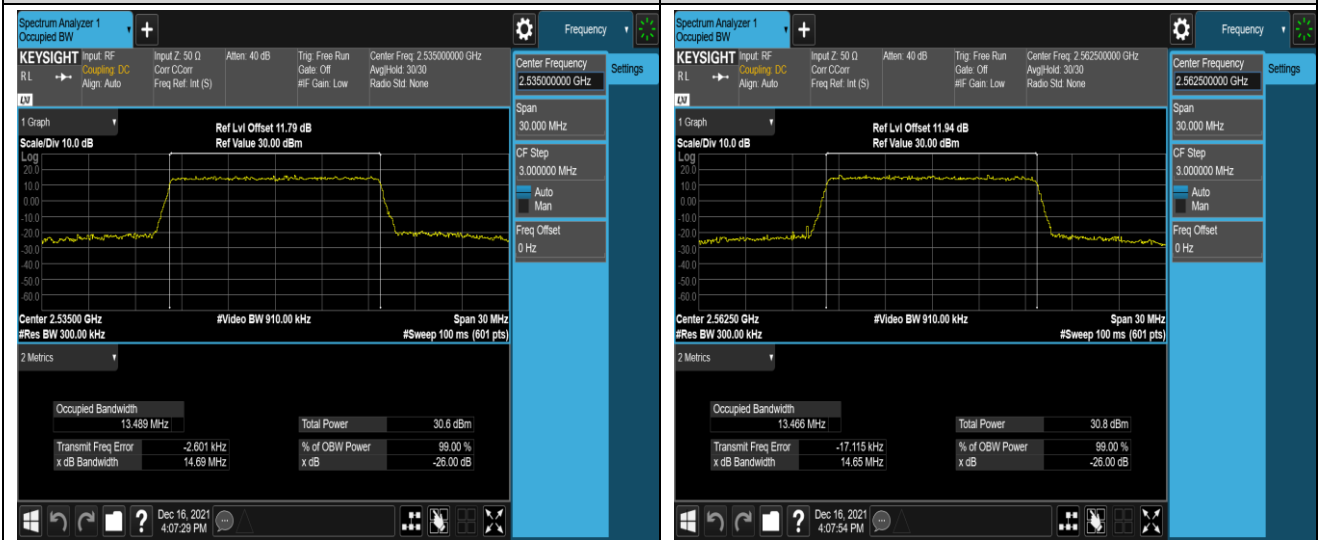 Spectrum Analyzer 1
Occupied BW
+
Frequency
KEYSIGHT Input: RF Input Z: 50 Ω Atten: 40 dB Trig: Free Run Center Freq: 2.535000000 GHz
Coupling: DC Corr CCorr Gate: Off Avg|Hold: 30/30
RL Align: Auto Freq Ref: Int (S) #IF Gain: Low Radio Std: None
LXI
Center Frequency
2.535000000 GHz
Settings
Span
30.000 MHz
CF Step
3.000000 MHz
Auto
Man
Freq Offset
0 Hz
1 Graph
Ref Lvl Offset 11.79 dB
Scale/Div 10.0 dB Ref Value 30.00 dBm
Log
20.0
10.0
0.00
-10.0
-20.0
-30.0
-40.0
-50.0
-60.0
Center 2.53500 GHz #Video BW 910.00 kHz Span 30 MHz
#Res BW 300.00 kHz #Sweep 100 ms (601 pts)
2 Metrics
Occupied Bandwidth
13.489 MHz Total Power 30.6 dBm
Transmit Freq Error -2.601 kHz % of OBW Power 99.00 %
x dB Bandwidth 14.69 MHz x dB -26.00 dB
? Dec 16, 2021
4:07:29 PM
Spectrum Analyzer 1
Occupied BW
+
Frequency
KEYSIGHT Input: RF Input Z: 50 Ω Atten: 40 dB Trig: Free Run Center Freq: 2.562500000 GHz
Coupling: DC Corr CCorr Gate: Off Avg|Hold: 30/30
RL Align: Auto Freq Ref: Int (S) #IF Gain: Low Radio Std: None
LXI
Center Frequency
2.562500000 GHz
Settings
Span
30.000 MHz
CF Step
3.000000 MHz
Auto
Man
Freq Offset
0 Hz
1 Graph
Ref Lvl Offset 11.94 dB
Scale/Div 10.0 dB Ref Value 30.00 dBm
Log
20.0
10.0
0.00
-10.0
-20.0
-30.0
-40.0
-50.0
-60.0
Center 2.56250 GHz #Video BW 910.00 kHz Span 30 MHz
#Res BW 300.00 kHz #Sweep 100 ms (601 pts)
2 Metrics
Occupied Bandwidth
13.466 MHz Total Power 30.8 dBm
Transmit Freq Error -17.115 kHz % of OBW Power 99.00 %
x dB Bandwidth 14.65 MHz x dB -26.00 dB
? Dec 16, 2021
4:07:54 PM